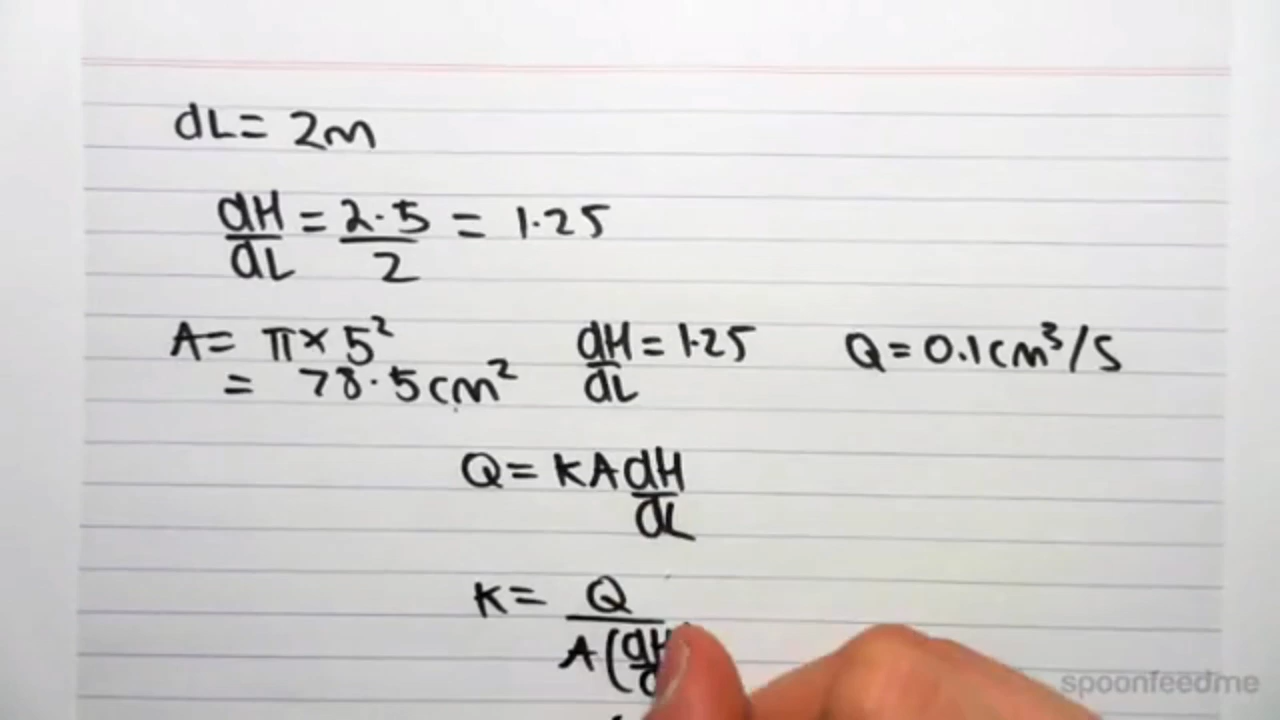 dL = 2m
dH/dL = 2.5/2 = 1.25
A = π × 5² dH/dL = 1.25 Q = 0.1cm³/s
= 78.5cm²
Q = KA dH/dL
K = Q/A(dH
spoonfeedme